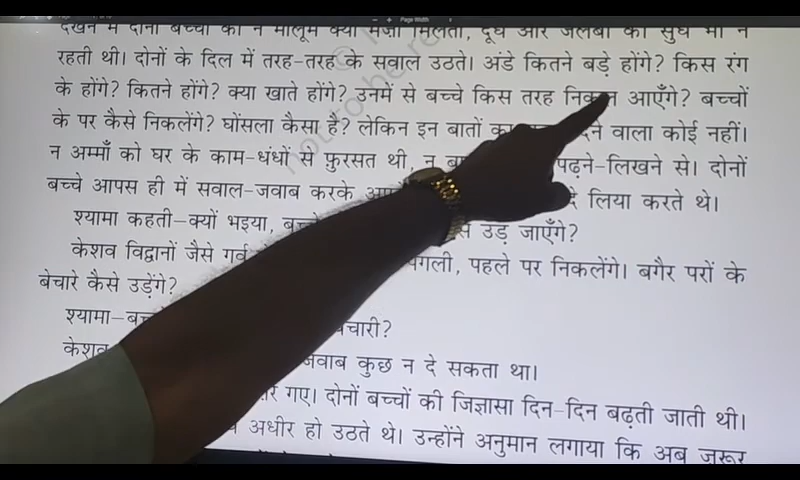 Page Width
देखने में दोनों बच्चों को न मालूम क्या मज़ा मिलता, दूध और जलेबी की सुध भी न
रहती थी। दोनों के दिल में तरह-तरह के सवाल उठते। अंडे कितने बड़े होंगे? किस रंग
के होंगे? कितने होंगे? क्या खाते होंगे? उनमें से बच्चे किस तरह निकल आएँगे? बच्चों
के पर कैसे निकलेंगे? घोंसला कैसा है? लेकिन इन बातों का देने वाला कोई नहीं।
न अम्माँ को घर के काम-धंधों से फ़ुरसत थी, न पढ़ने-लिखने से। दोनों
बच्चे आपस ही में सवाल-जवाब करके लिया करते थे।
श्यामा कहती-क्यों भइया, उड़ जाएँगे?
केशव विद्वानों जैसे गर्व पगली, पहले पर निकलेंगे। बगैर परों के
बेचारे कैसे उड़ेंगे?
श्यामा- बेचारी?
केशव जवाब कुछ न दे सकता था।
गए। दोनों बच्चों की जिज्ञासा दिन-दिन बढ़ती जाती थी।
अधीर हो उठते थे। उन्होंने अनुमान लगाया कि अब ज़रूर